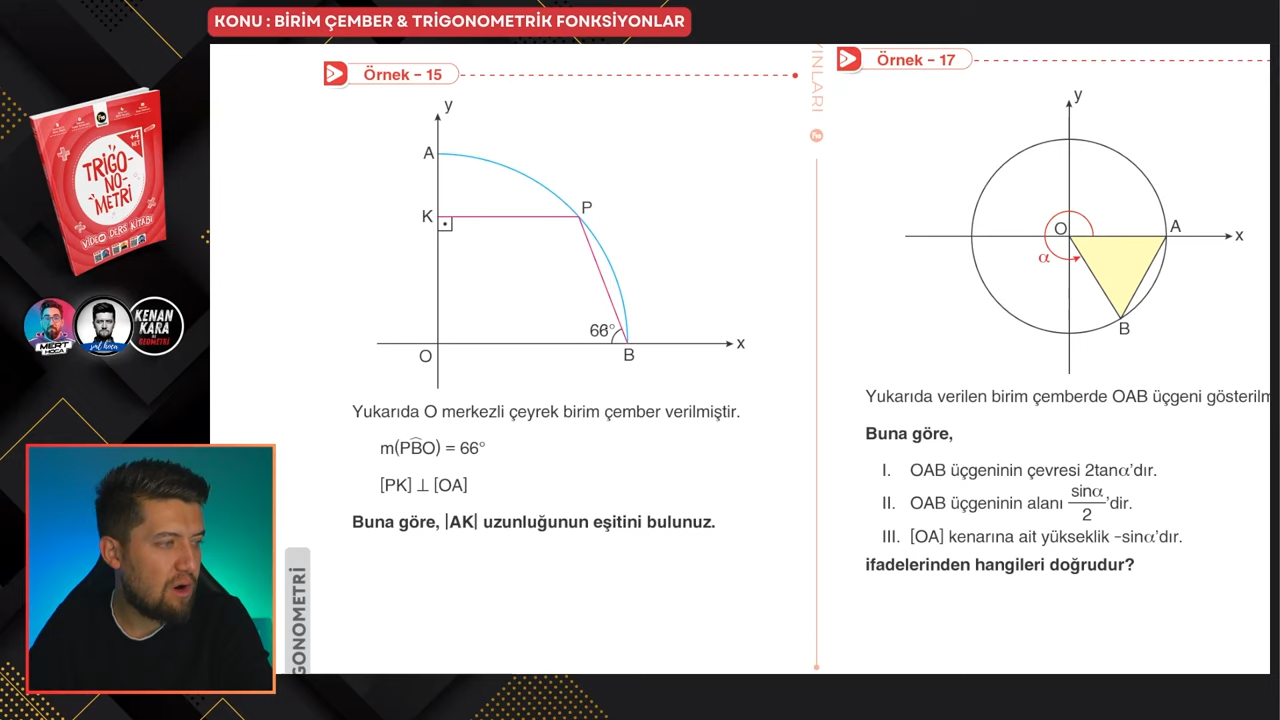 KONU : BİRİM ÇEMBER & TRİGONOMETRİK FONKSİYONLAR
+4
NET
TRİGO-
NO-
METRİ
VİDEO DERS KİTABI
MERT
HOCA
KENAN
KARA
GEOMETRİ
Örnek – 15
y
A
K
P
66°
O
B
x
Yukarıda O merkezli çeyrek birim çember verilmiştir.
m(PBO) = 66°
[PK] ⊥ [OA]
Buna göre, |AK| uzunluğunun eşitini bulunuz.
GONOMETRİ
INLARI
Örnek – 17
y
O
A
x
α
B
Yukarıda verilen birim çemberde OAB üçgeni gösterilm
Buna göre,
I. OAB üçgeninin çevresi 2tanα'dır.
II. OAB üçgeninin alanı sinα/2 'dir.
III. [OA] kenarına ait yükseklik –sinα'dır.
ifadelerinden hangileri doğrudur?